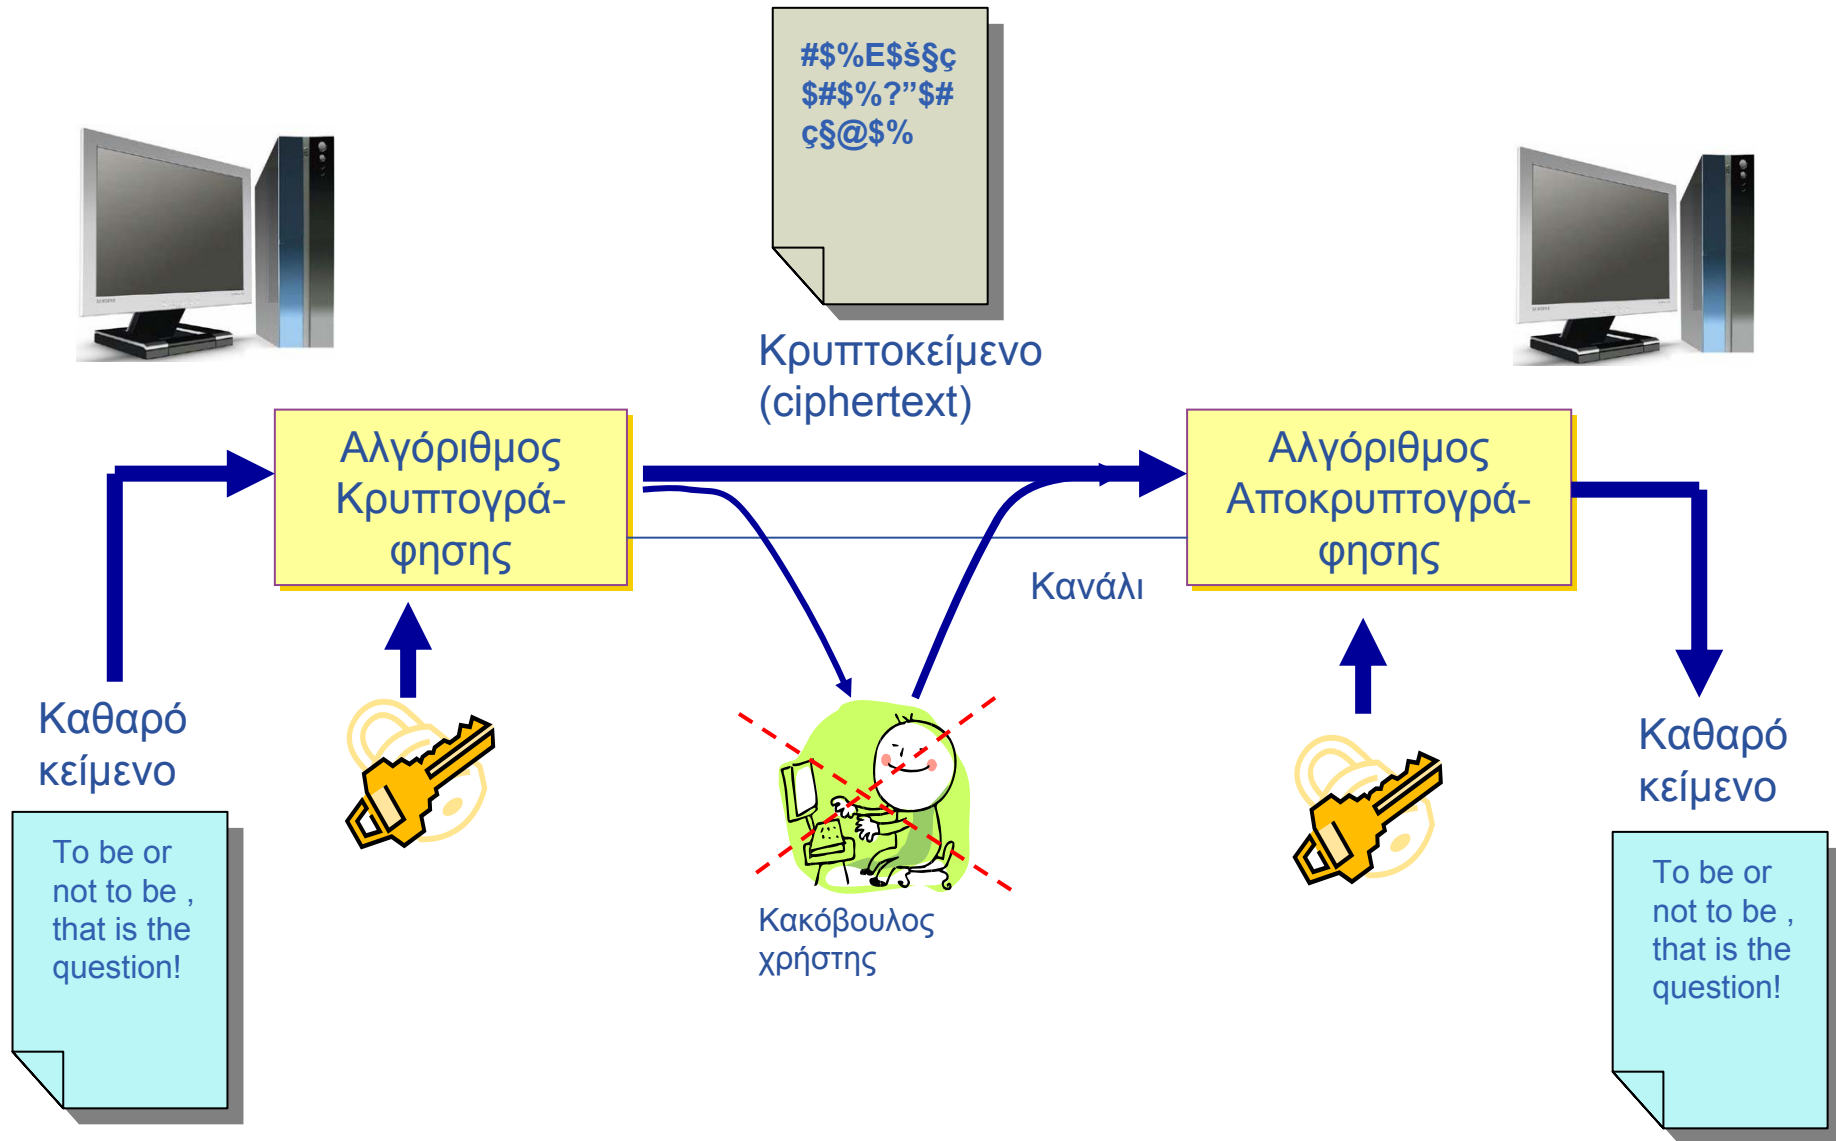 #$%E$š§ç
$#$%?”$#
ç§@$%
Κρυπτοκείμενο
(ciphertext)
Αλγόριθμος
Κρυπτογρά-
φησης
Αλγόριθμος
Αποκρυπτογρά-
φησης
Κανάλι
Καθαρό
κείμενο
To be or
not to be ,
that is the
question!
Κακόβουλος
χρήστης
Καθαρό
κείμενο
To be or
not to be ,
that is the
question!